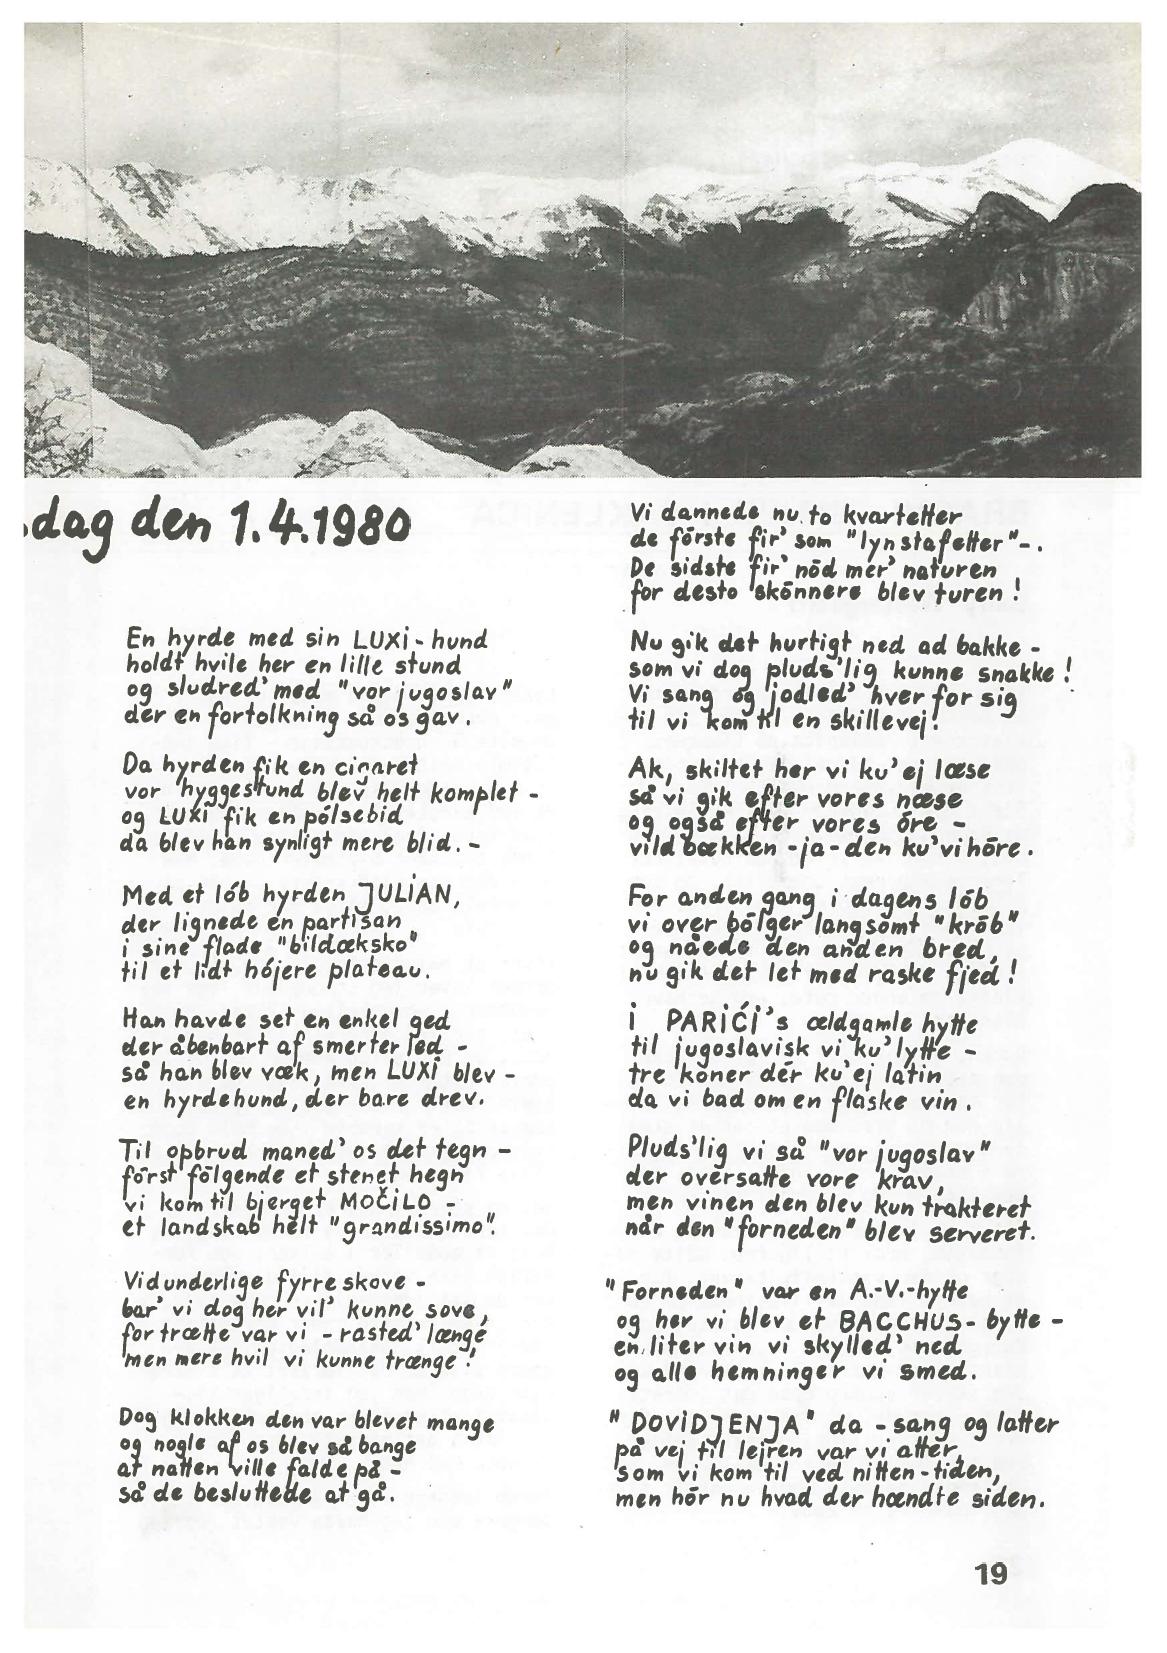 dag den 1.4.1980
En hyrde med sin LUXi-hund
holdt hvile her en lille stund
og sludred' med "vor jugoslav"
der en fortolkning så os gav.
Da hyrden fik en cigaret
vor hyggestund blev helt komplet -
og LUXi fik en pólsebid
da blev han synligt mere blid. -
Med et lób hyrden JULIAN,
der lignede en partisan
i sine flade "bildæksko"
til et lidt hójere plateau.
Han havde set en enkel ged
der åbenbart af smerter led -
så han blev væk, men LUXi blev -
en hyrdehund, der bare drev.
Til opbrud maned' os det tegn -
fórst fólgende et stenet hegn
vi kom til bjerget MOČiLO -
et landskab helt "grandissimo".
Vidunderlige fyrreskove -
bar' vi dog her vil' kunne sove,
for trætte var vi - rasted' længe
men mere hvil vi kunne trænge!
Dog klokken den var blevet mange
og nogle af os blev så bange
at natten ville falde på -
så de besluttede at gå.
Vi dannede nu to kvartetter
de fórste fir' som "lynstafetter"-.
De sidste fir' nód mer' naturen
for desto skónnere blev turen!
Nu gik det hurtigt ned ad bakke -
som vi dog pluds'lig kunne snakke!
Vi sang og jodled' hver for sig
til vi kom til en skillevej!
Ak, skiltet her vi ku' ej læse
så vi gik efter vores næse
og også efter vores óre -
vildbækken - ja - den ku' vi hóre.
For anden gang i dagens lób
vi over bólger langsomt "krób"
og nåede den anden bred,
nu gik det let med raske fjed!
i PARiĆi's ældgamle hytte
til jugoslavisk vi ku' lytte -
tre koner dér ku' ej latin
da vi bad om en flaske vin.
Pluds'lig vi så "vor jugoslav"
der oversatte vore krav,
men vinen den blev kun trakteret
når den "forneden" blev serveret.
"Forneden" var en A.-V.-hytte
og her vi blev et BACCHUS-bytte -
en liter vin vi skylled' ned
og alle hemninger vi smed.
"DOViDJENJA" da - sang og latter
på vej til lejren var vi atter,
som vi kom til ved nitten-tiden,
men hór nu hvad der hændte siden.
19